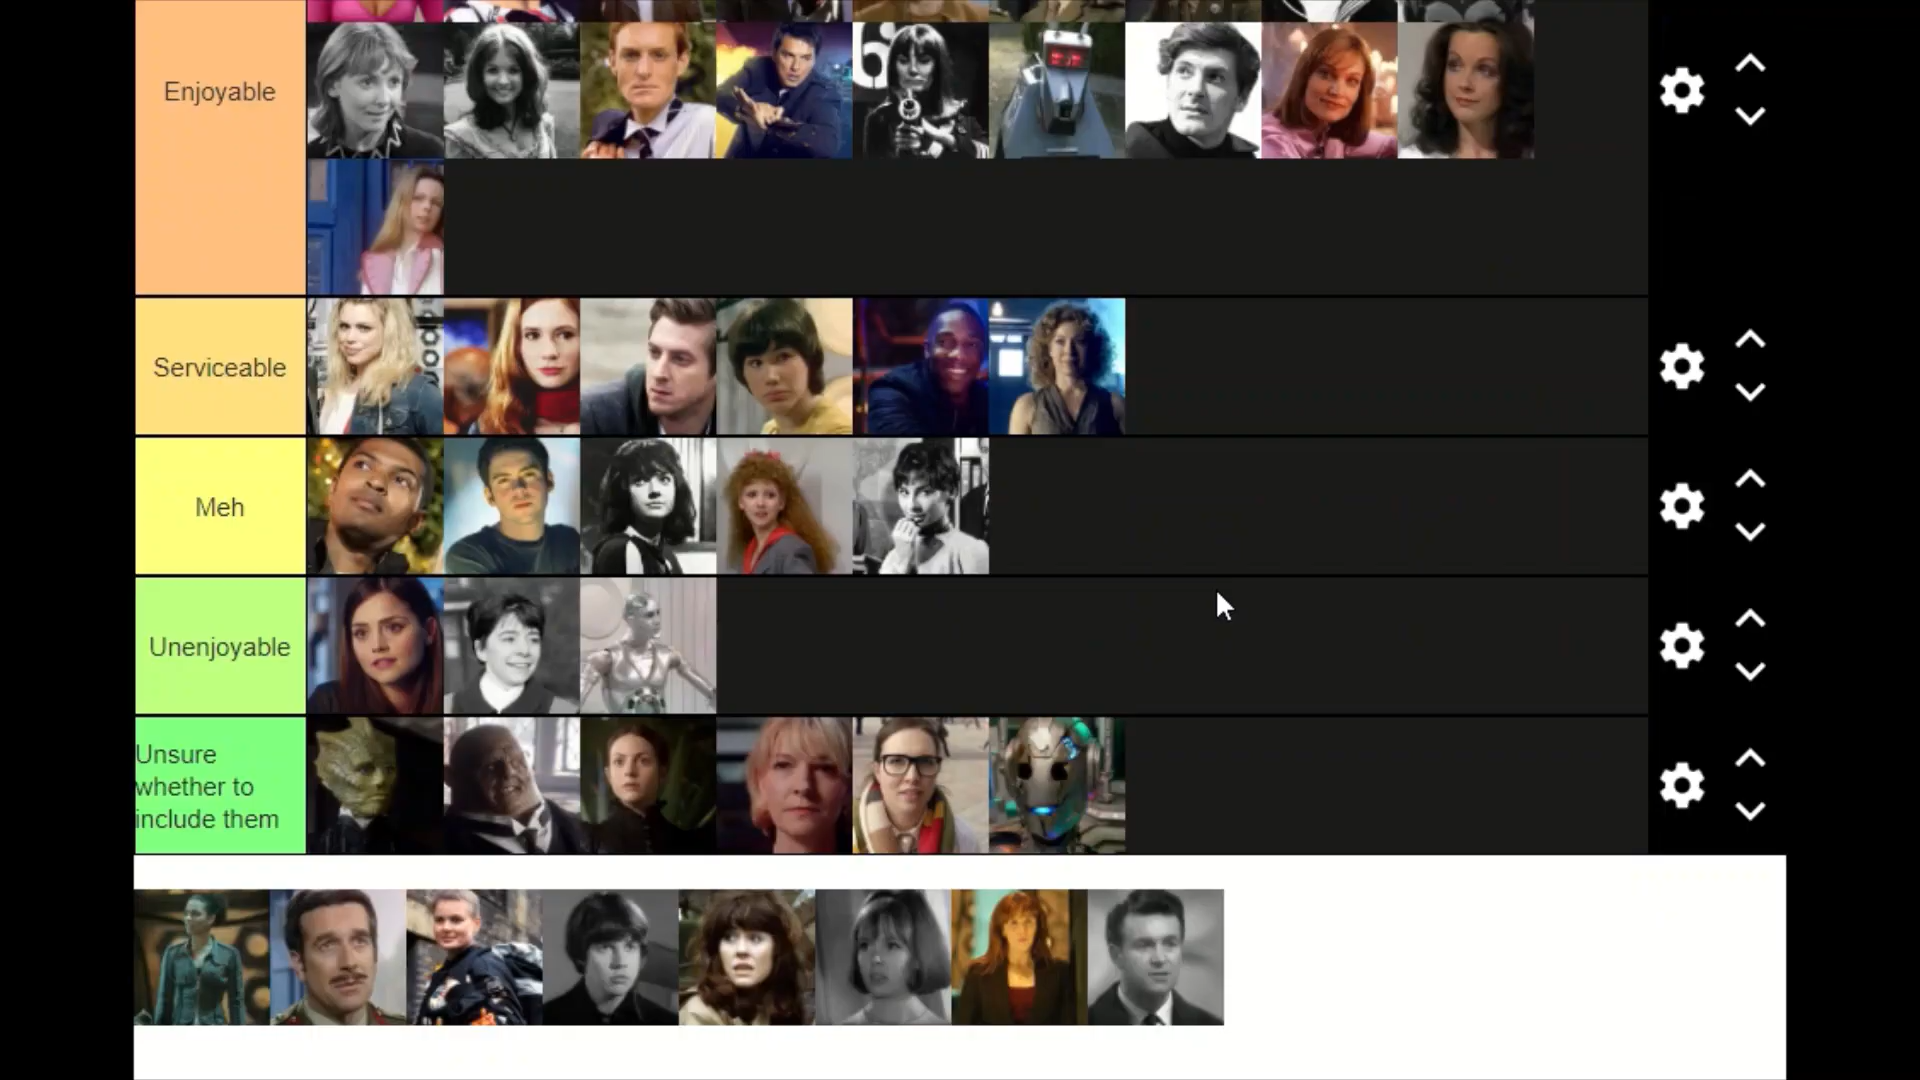 Enjoyable
Serviceable
Meh
Unenjoyable
Unsure
whether to
include them